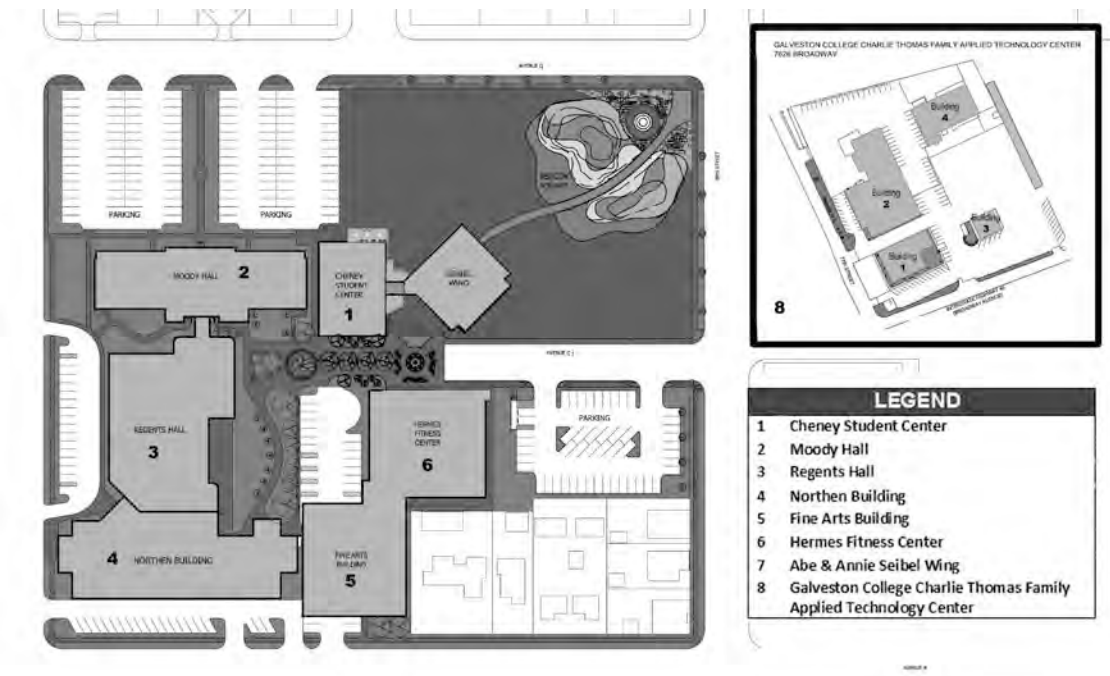 AVENUE Q
GALVESTON COLLEGE CHARLIE THOMAS FAMILY APPLIED TECHNOLOGY CENTER
7626 BROADWAY
Building
4
Building
2
Building
3
Building
1
8
PARKING
PARKING
MOODY HALL 2
CHENEY
STUDENT
CENTER
1
WING
REGENTS HALL
3
HERMES
FITNESS
CENTER
6
PARKING
4 NORTHEN BUILDING
FINE ARTS
BUILDING
5
LEGEND
1 Cheney Student Center
2 Moody Hall
3 Regents Hall
4 Northen Building
5 Fine Arts Building
6 Hermes Fitness Center
7 Abe & Annie Seibel Wing
8 Galveston College Charlie Thomas Family
Applied Technology Center